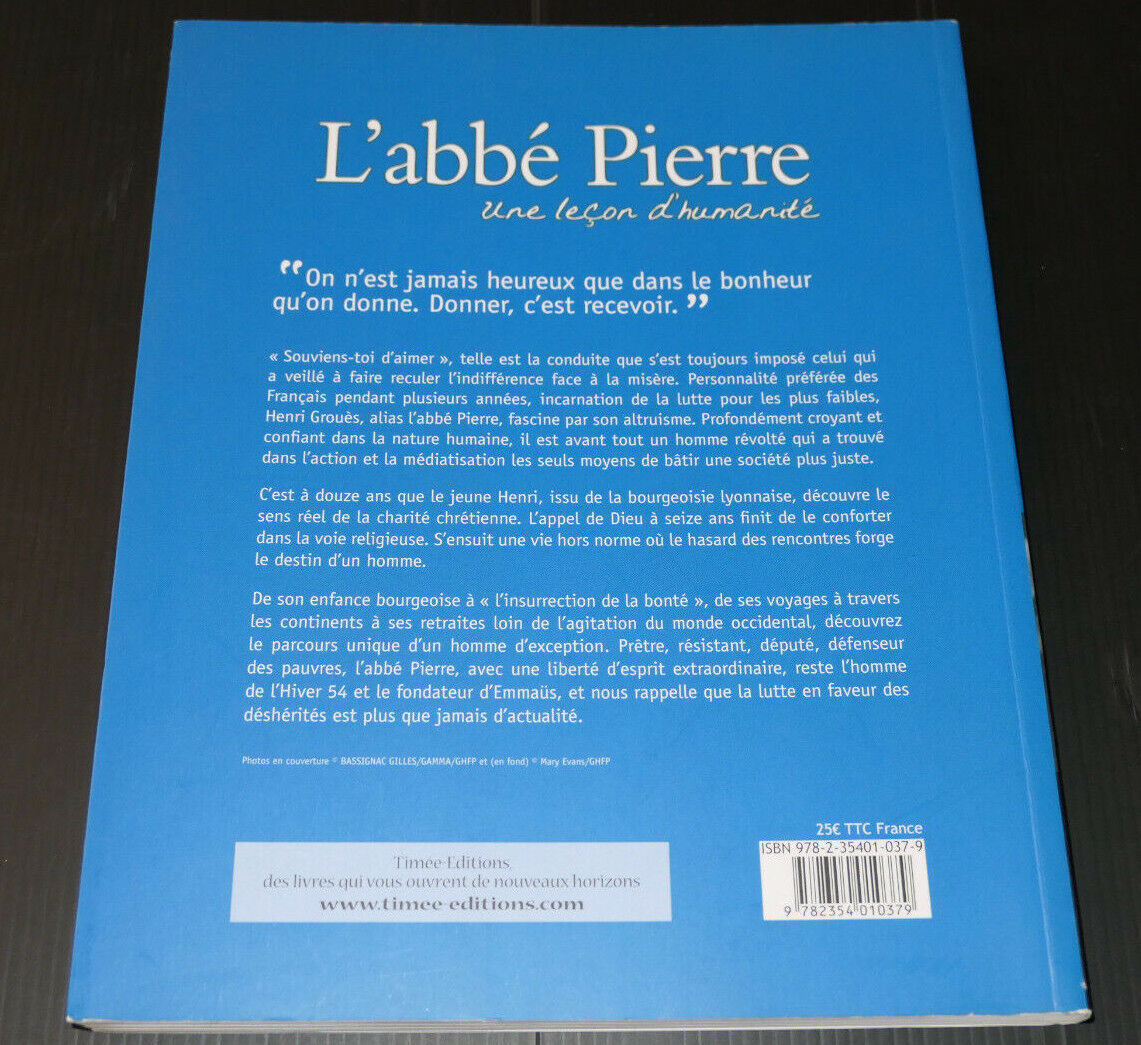 L'abbé Pierre
Une leçon d'humanité
“On n'est jamais heureux que dans le bonheur
qu'on donne. Donner, c'est recevoir.”
« Souviens-toi d'aimer », telle est la conduite que s'est toujours imposé celui qui
a veillé à faire reculer l'indifférence face à la misère. Personnalité préférée des
Français pendant plusieurs années, incarnation de la lutte pour les plus faibles,
Henri Grouès, alias l'abbé Pierre, fascine par son altruisme. Profondément croyant et
confiant dans la nature humaine, il est avant tout un homme révolté qui a trouvé
dans l'action et la médiatisation les seuls moyens de bâtir une société plus juste.
C'est à douze ans que le jeune Henri, issu de la bourgeoisie lyonnaise, découvre le
sens réel de la charité chrétienne. L'appel de Dieu à seize ans finit de le conforter
dans la voie religieuse. S'ensuit une vie hors norme où le hasard des rencontres forge
le destin d'un homme.
De son enfance bourgeoise à « l'insurrection de la bonté », de ses voyages à travers
les continents à ses retraites loin de l'agitation du monde occidental, découvrez
le parcours unique d'un homme d'exception. Prêtre, résistant, député, défenseur
des pauvres, l'abbé Pierre, avec une liberté d'esprit extraordinaire, reste l'homme
de l'Hiver 54 et le fondateur d'Emmaüs, et nous rappelle que la lutte en faveur des
déshérités est plus que jamais d'actualité.
Photos en couverture © BASSIGNAC GILLES/GAMMA/GHFP et (en fond) © Mary Evans/GHFP
25€ TTC France
ISBN 978-2-35401-037-9
9 782354 010379
Timee-Editions,
des livres qui vous ouvrent de nouveaux horizons
www.timee-editions.com